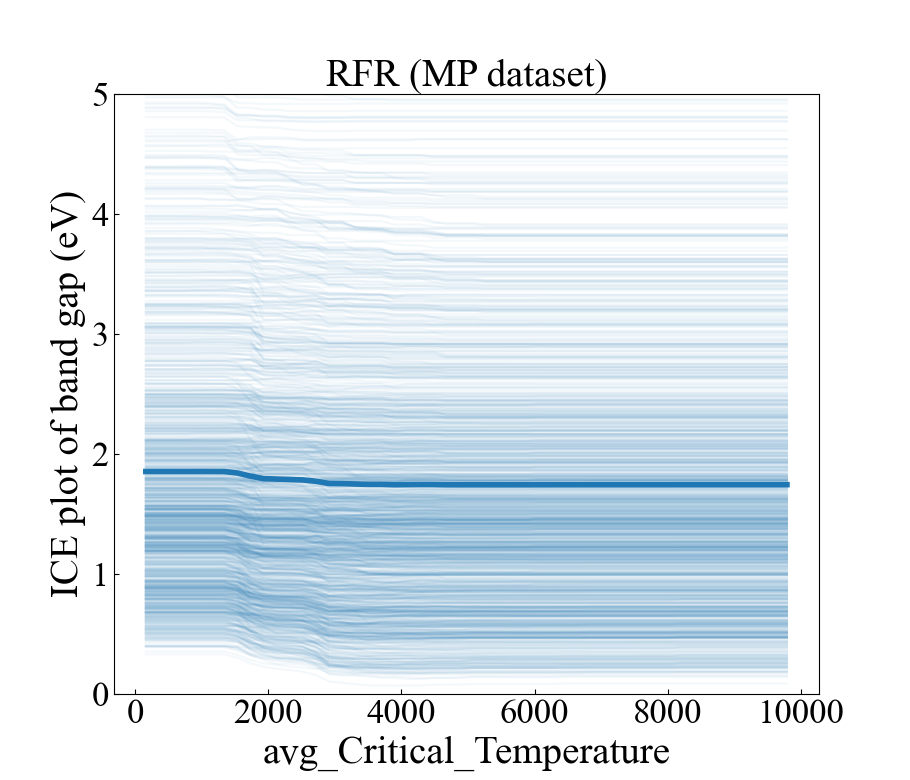 RFR (MP dataset)
ICE plot of band gap (eV)
5
4
3
2
1
0
0 2000 4000 6000 8000 10000
avg_Critical_Temperature